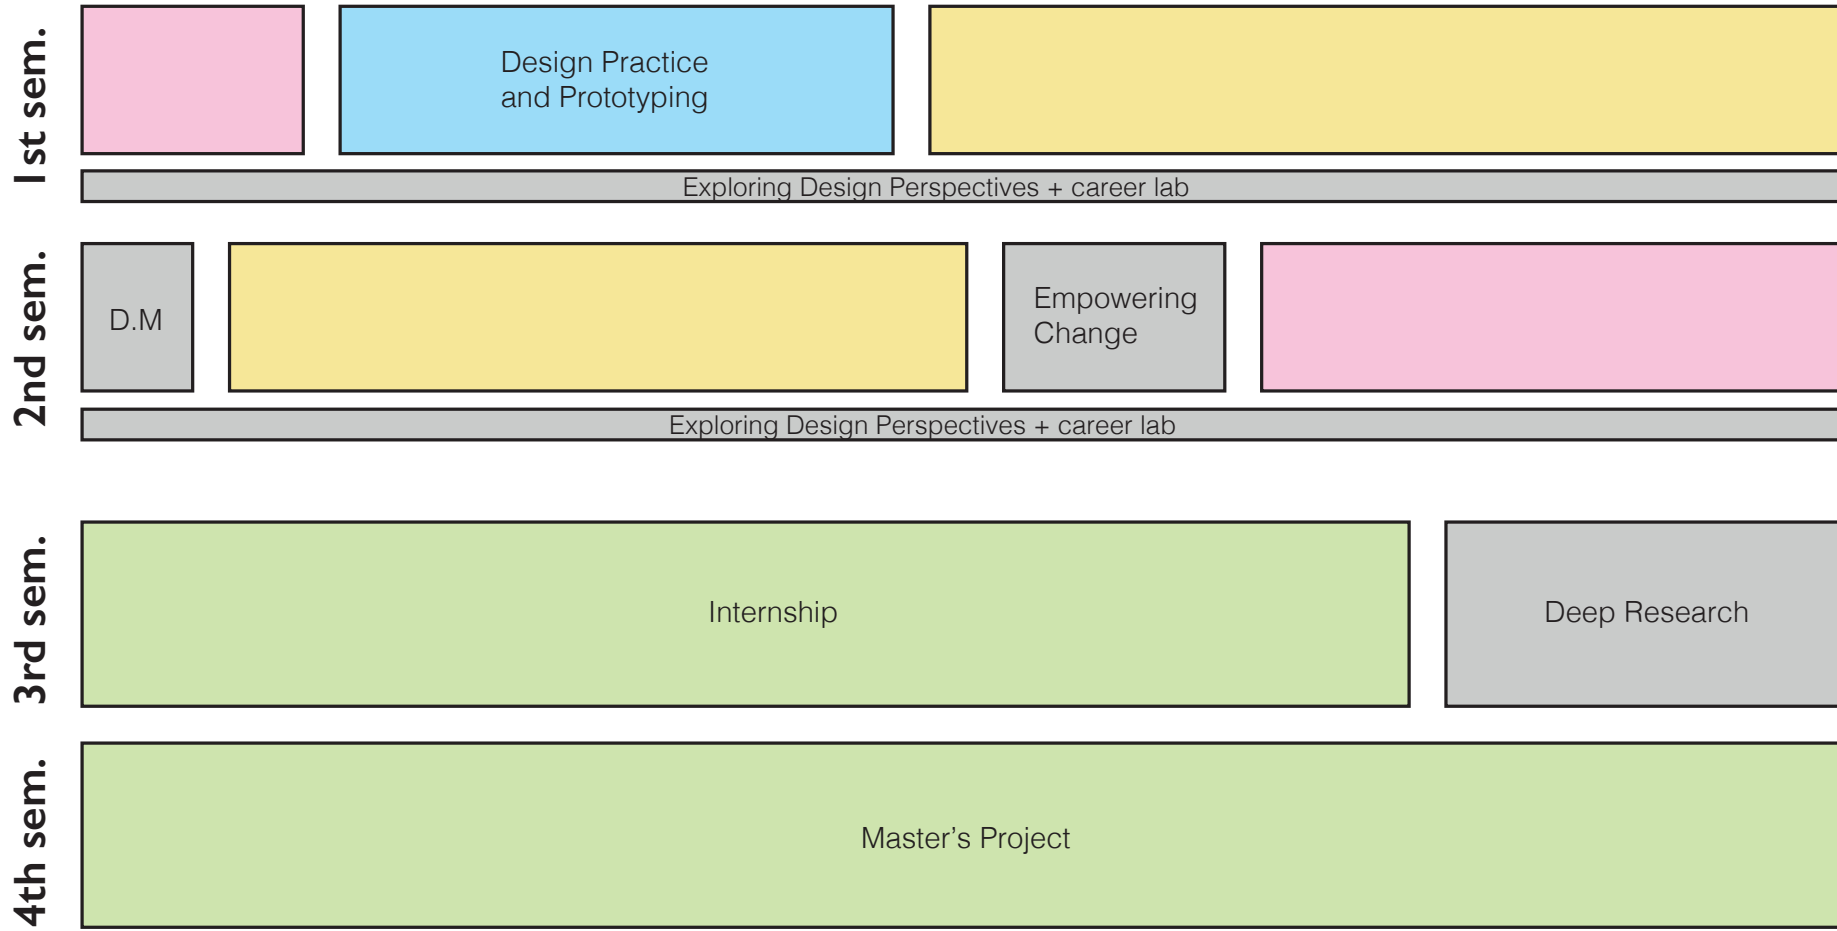 1st sem.
Design Practice
and Prototyping
Exploring Design Perspectives + career lab
2nd sem.
D.M
Empowering
Change
Exploring Design Perspectives + career lab
3rd sem.
Internship
Deep Research
4th sem.
Master’s Project